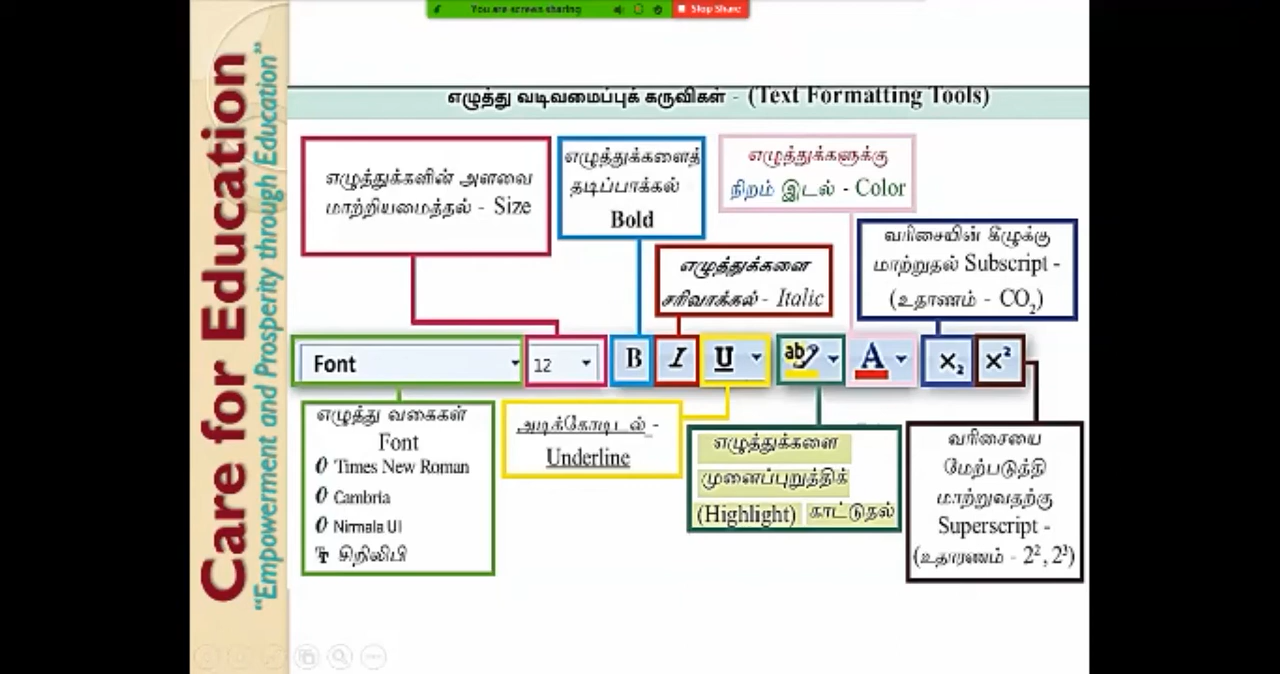 You are screen sharing
Stop Share
Care for Education
“Empowerment and Prosperity through Education”
எழுத்து வடிவமைப்புக் கருவிகள் - (Text Formatting Tools)
எழுத்துக்களின் அளவை
மாற்றியமைத்தல் - Size
எழுத்துக்களைத்
தடிப்பாக்கல்
Bold
எழுத்துக்களுக்கு
நிறம் இடல் - Color
எழுத்துக்களை
சரிவாக்கல் - Italic
வரிசையின் கீழுக்கு
மாற்றுதல் Subscript -
(உதாணம் - CO₂)
Font
12
B
I
U
ab
A
X₂
X²
எழுத்து வகைகள்
Font
Times New Roman
Cambria
Nirmala UI
சிறிலிபி
அடிக்கோடிடல் -
Underline
எழுத்துக்களை
முனைப்புறுத்திக்
(Highlight) காட்டுதல்
வரிசையை
மேற்படுத்தி
மாற்றுவதற்கு
Superscript -
(உதாரணம் - 2², 2³)